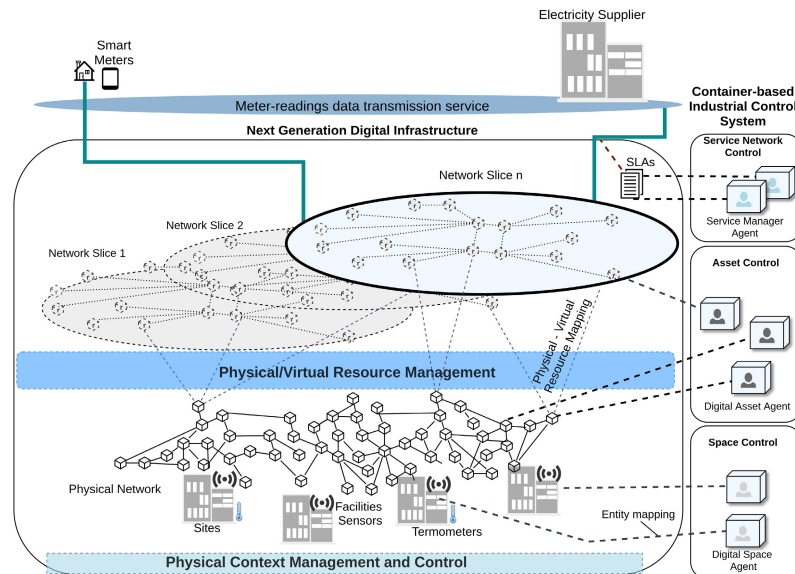 Electricity Supplier
Smart
Meters
Meter-readings data transmission service
Next Generation Digital Infrastructure
Container-based
Industrial Control
System
Service Network
Control
SLAs
Service Manager
Agent
Network Slice n
Network Slice 2
Network Slice 1
Asset Control
Physical - Virtual
Resource Mapping
Physical/Virtual Resource Management
Digital Asset Agent
Space Control
Physical Network
Sites
Facilities
Sensors
Termometers
Entity mapping
Digital Space
Agent
Physical Context Management and Control